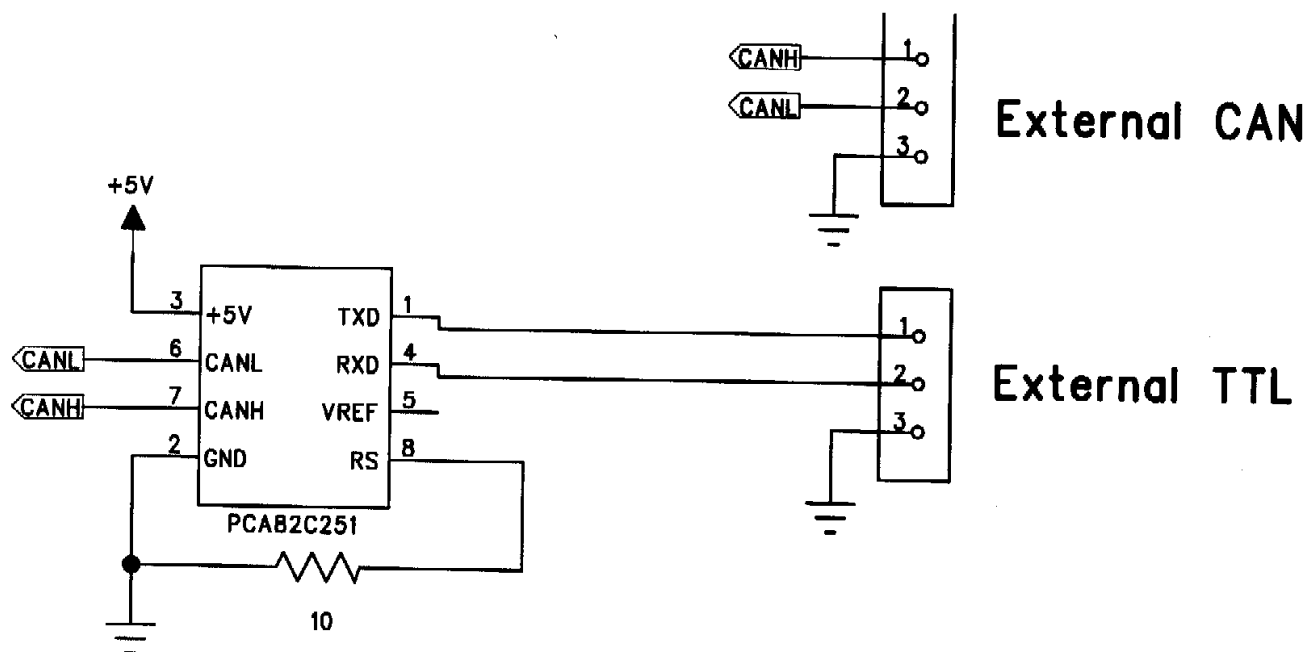 CANH 1
CANL 2
External CAN
3
+5V
3 +5V TXD 1
1
CANL 6 CANL RXD 4
2
External TTL
CANH 7 CANH VREF 5
3
2 GND RS 8
PCA82C251
10